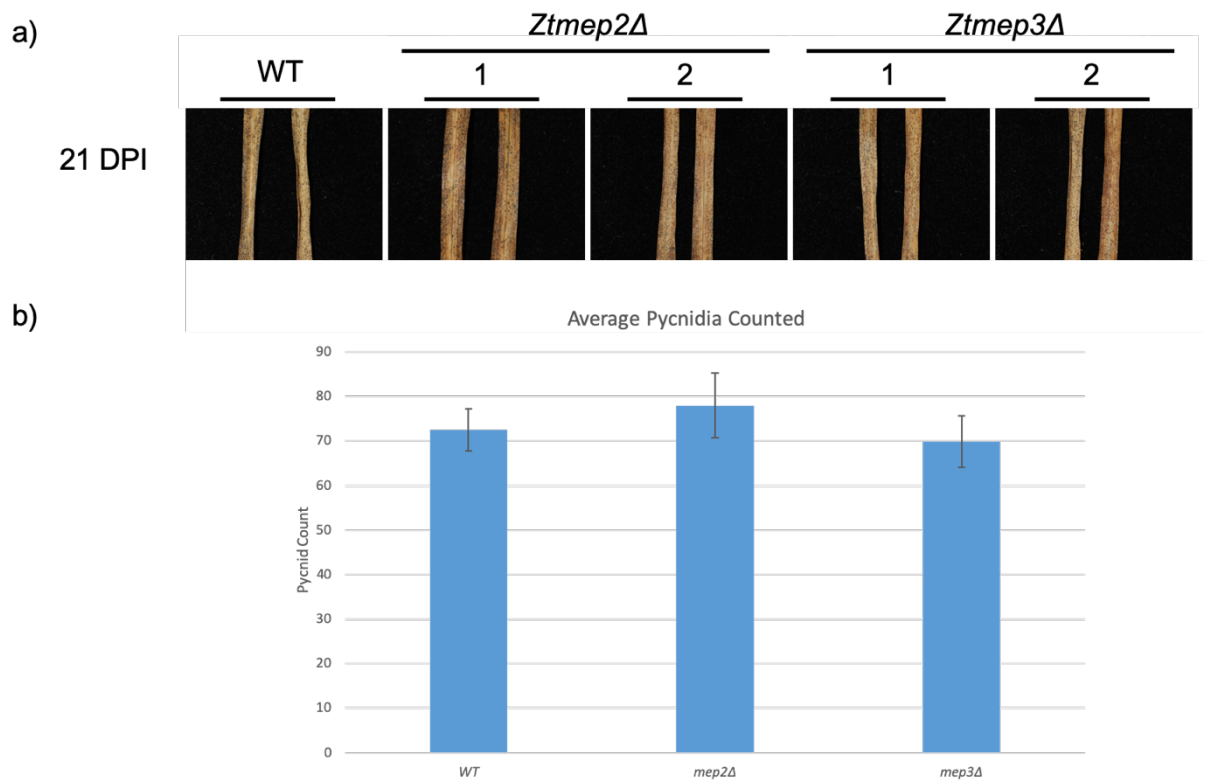 a)
Ztmep2Δ Ztmep3Δ
WT 1 2 1 2
21 DPI
b)
Average Pycnidia Counted
90
80
70
60
50
40
30
20
10
0
Pycnid Count
WT mep2Δ mep3Δ